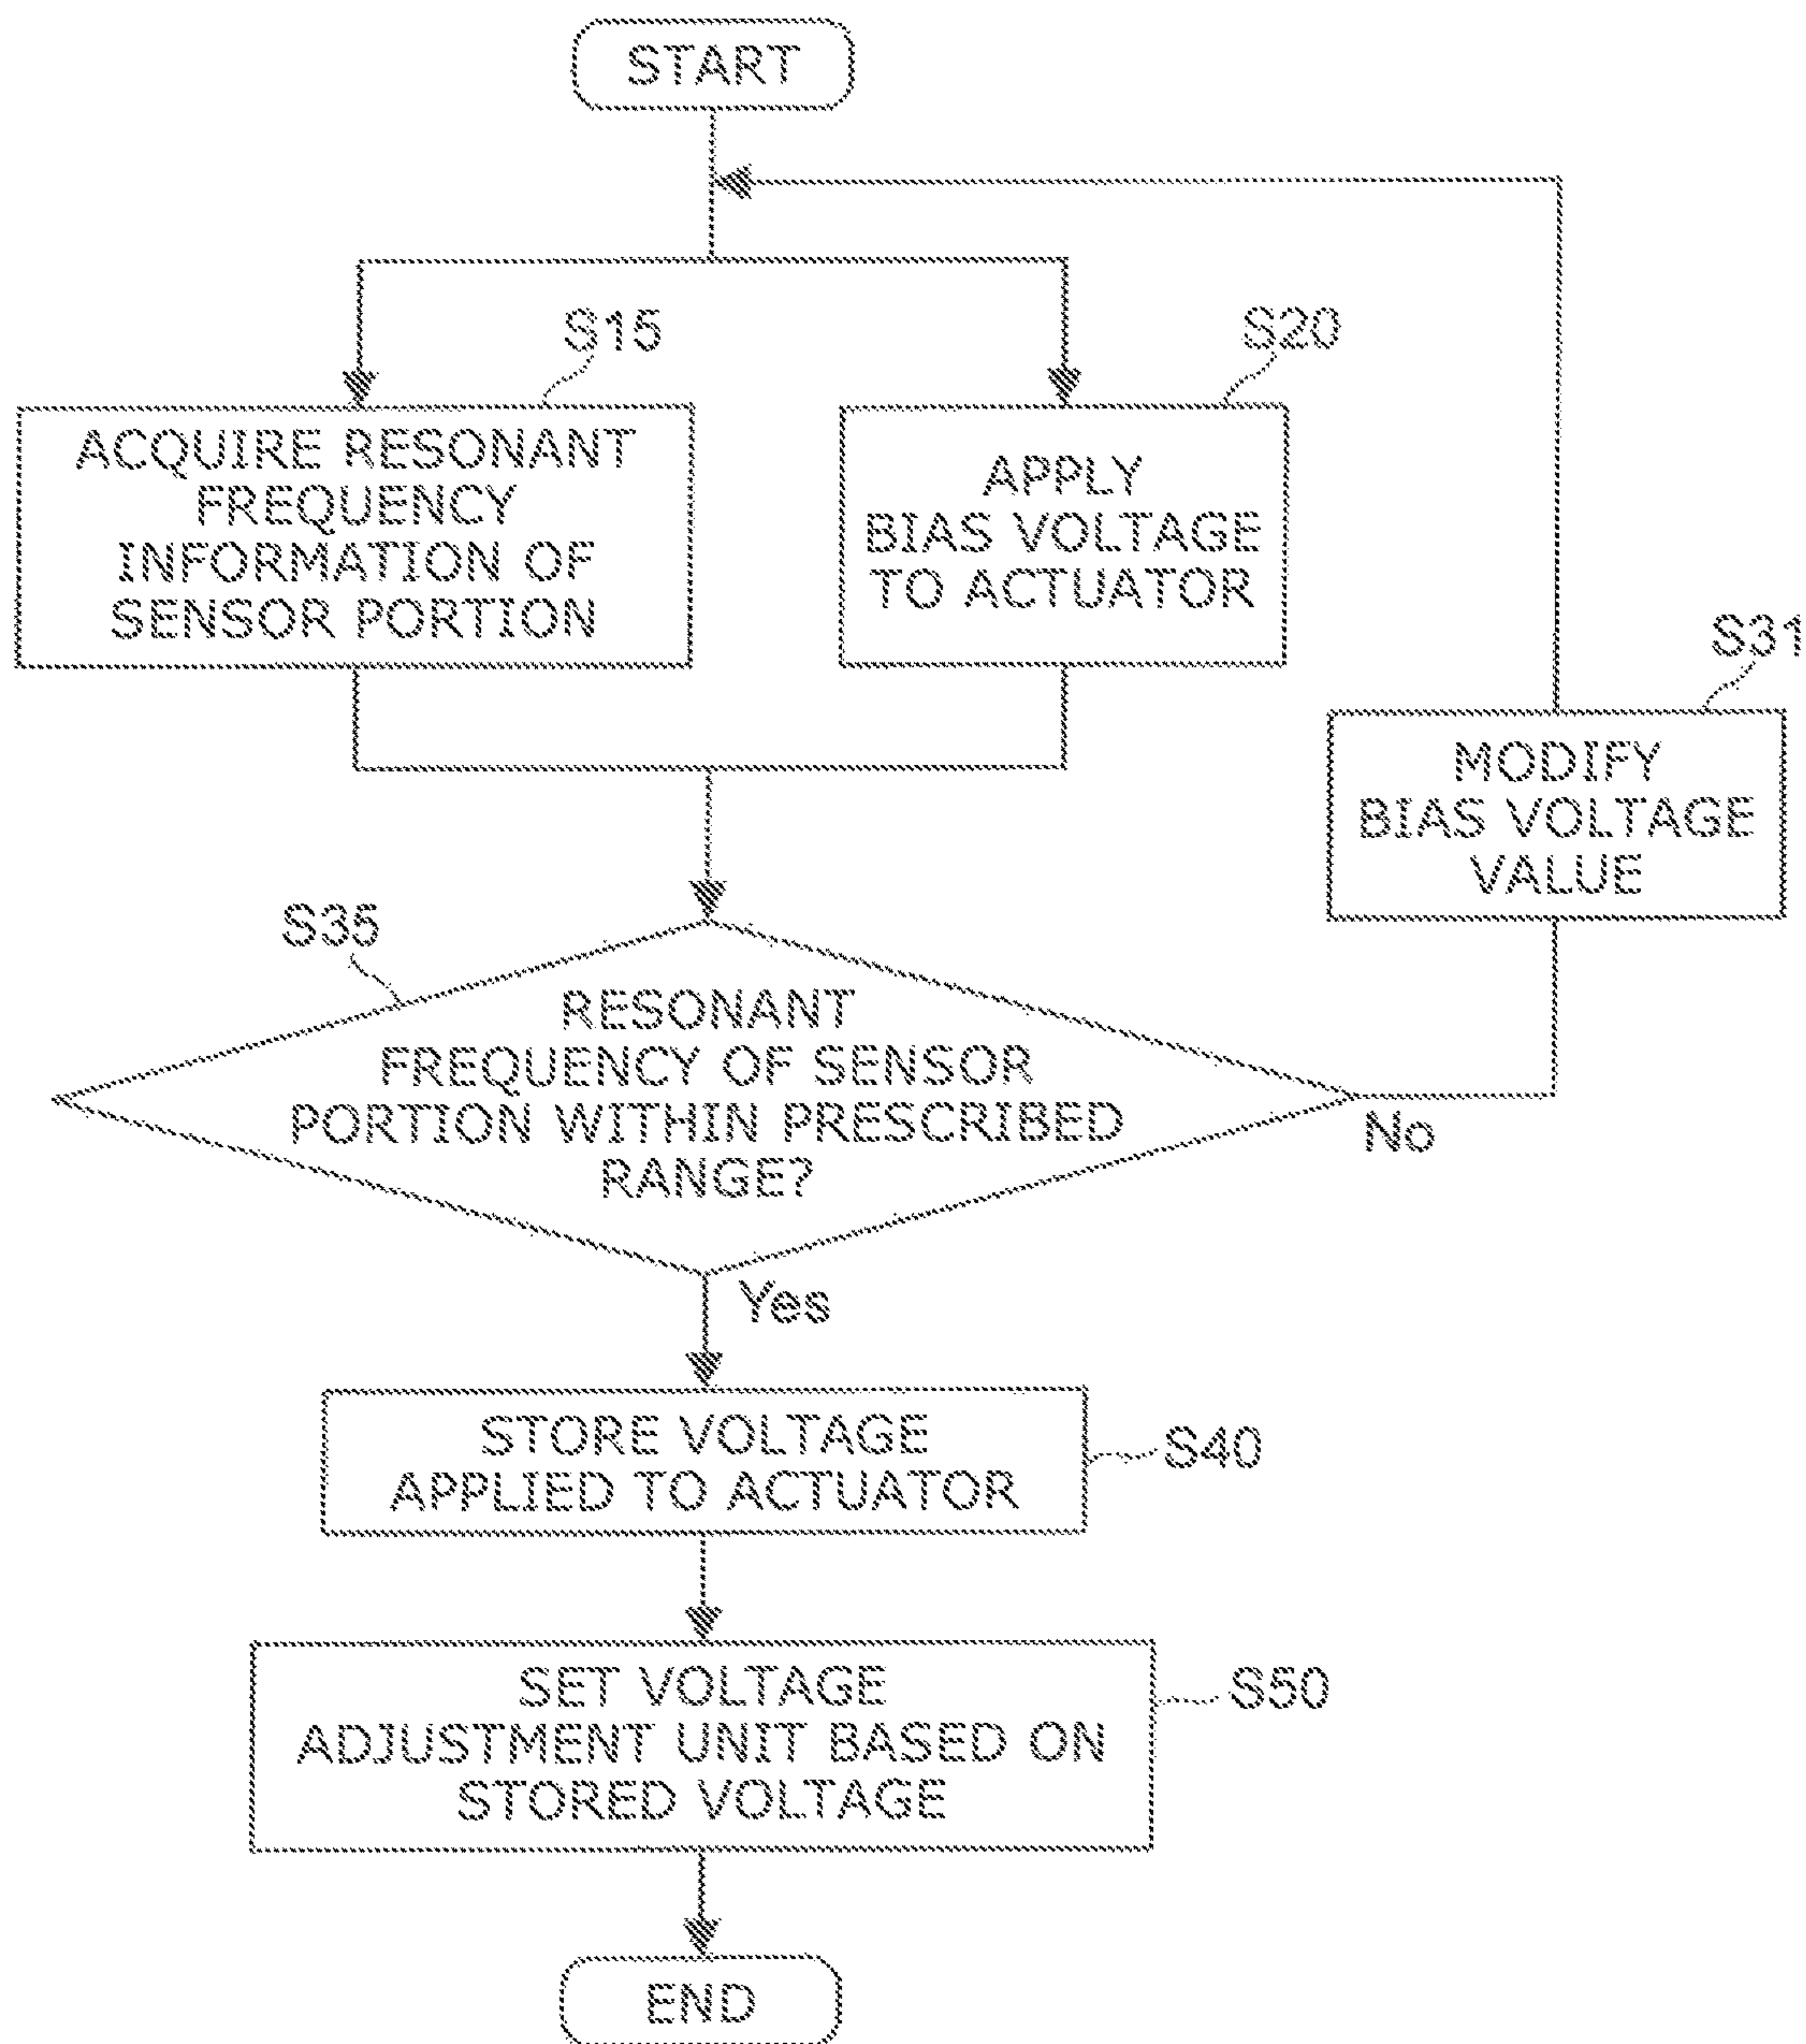 START
S15
ACQUIRE RESONANT
FREQUENCY
INFORMATION OF
SENSOR PORTION
S20
APPLY
BIAS VOLTAGE
TO ACTUATOR
S31
MODIFY
BIAS VOLTAGE
VALUE
S35
RESONANT
FREQUENCY OF SENSOR
PORTION WITHIN PRESCRIBED
RANGE?
No
Yes
STORE VOLTAGE
APPLIED TO ACTUATOR
S40
SET VOLTAGE
ADJUSTMENT UNIT BASED ON
STORED VOLTAGE
S50
END